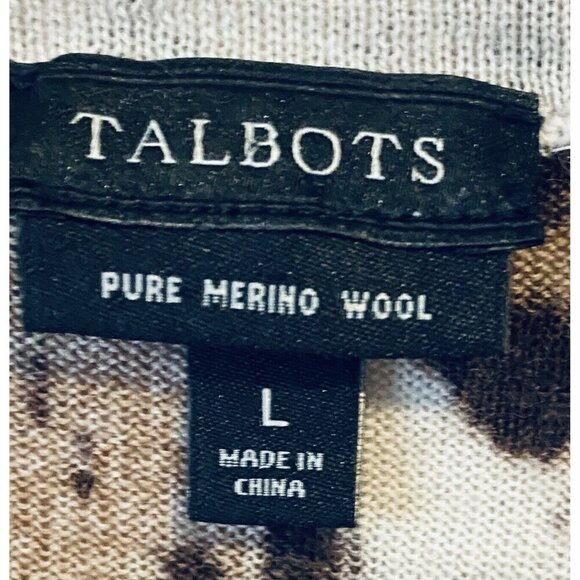 TALBOTS
PURE MERINO WOOL
L
MADE IN
CHINA